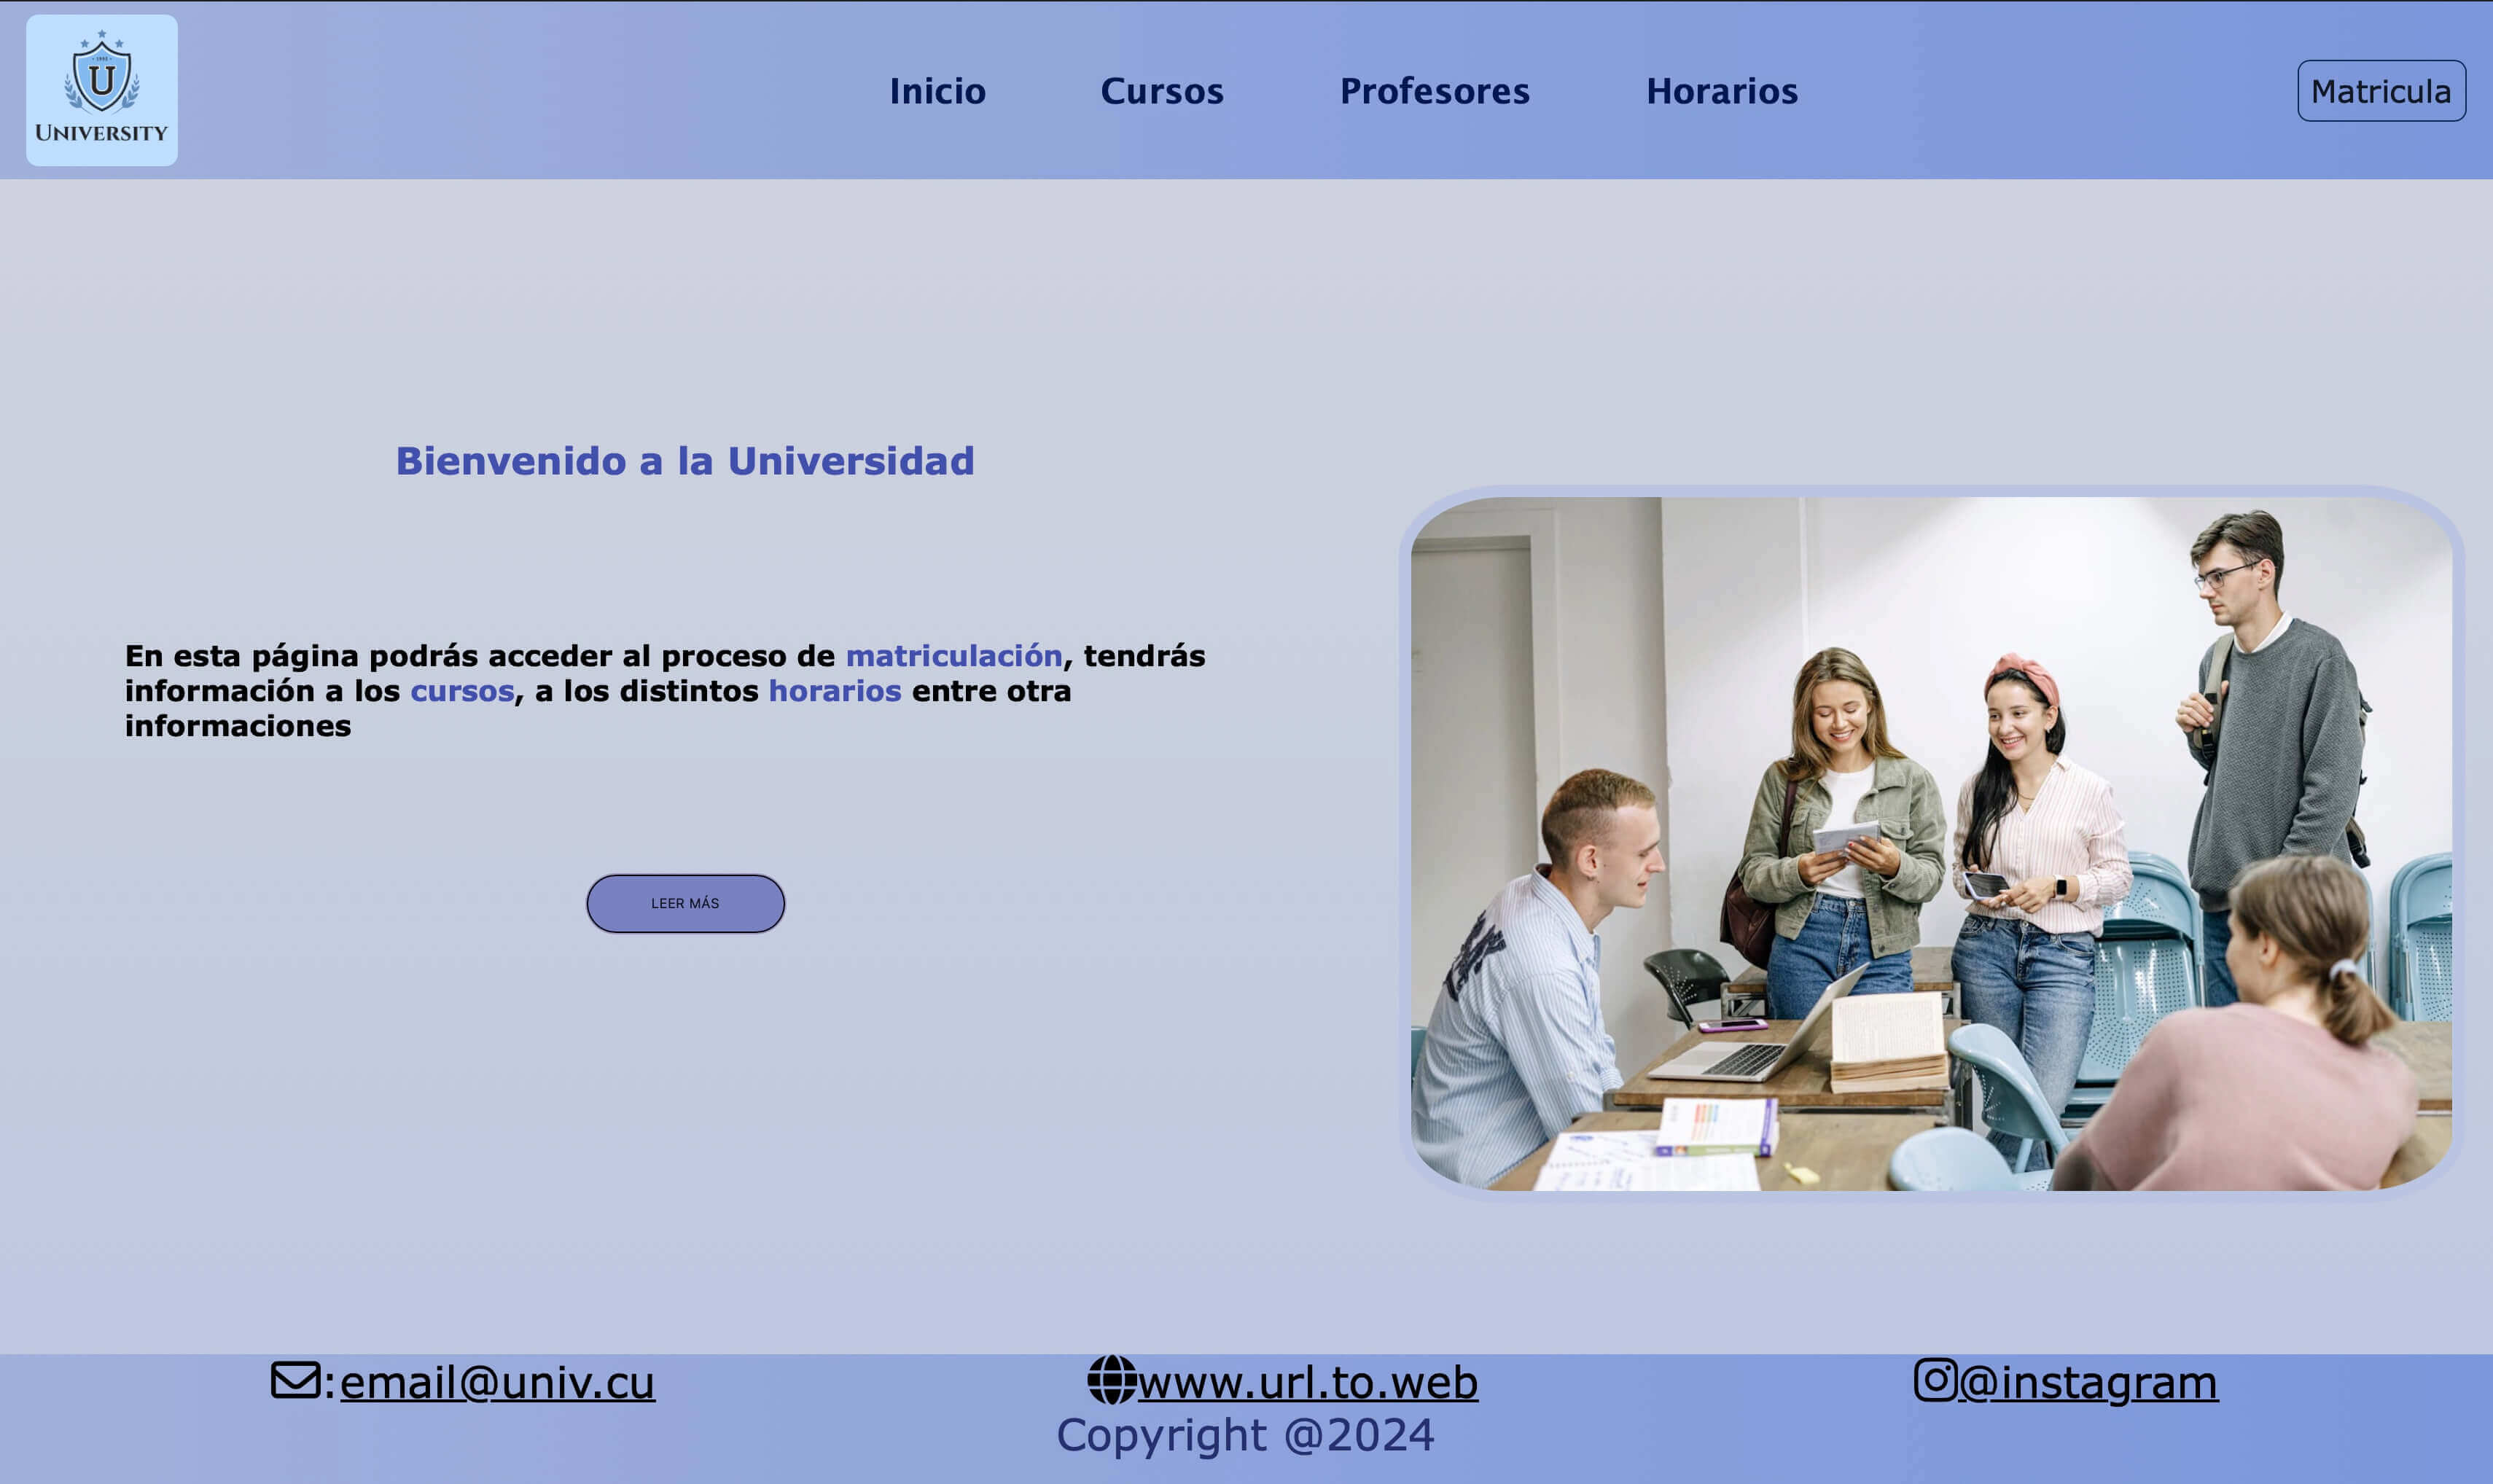 1992
U
UNIVERSITY
Inicio
Cursos
Profesores
Horarios
Matricula
Bienvenido a la Universidad
En esta página podrás acceder al proceso de matriculación, tendrás
información a los cursos, a los distintos horarios entre otra
informaciones
LEER MÁS
:email@univ.cu
www.url.to.web
@instagram
Copyright @2024